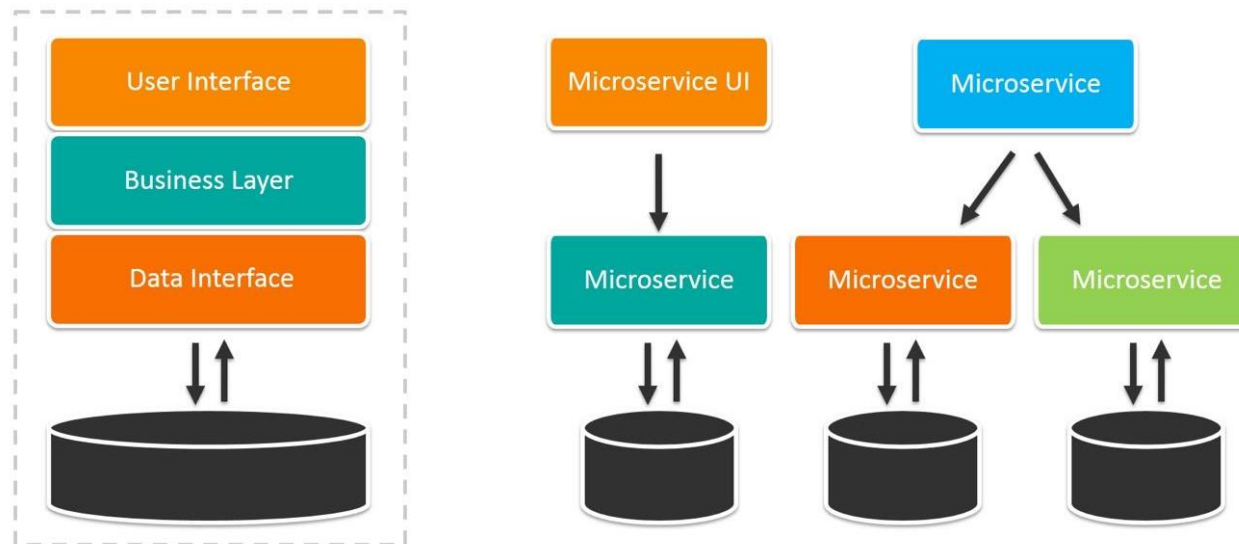 User Interface
Business Layer
Data Interface
Microservice UI
Microservice
Microservice
Microservice
Microservice